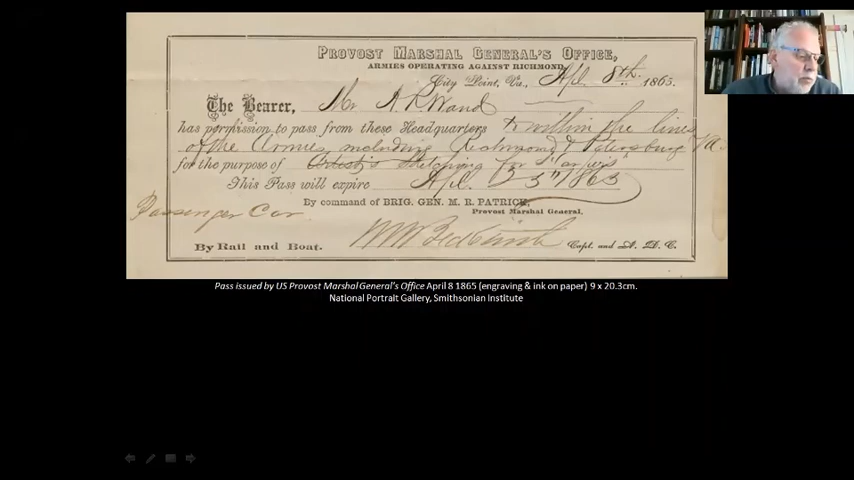 PROVOST MARSHAL GENERAL'S OFFICE,
ARMIES OPERATING AGAINST RICHMOND,
City Point, Va., Apl. 8th 1865.
The Bearer, Mr A R Waud
has permission to pass from these Headquarters to within the lines
of the Armies, including Richmond & Petersburg Va.
for the purpose of Artist's Sketching for
This Pass will expire Apl.
By command of BRIG. GEN. M. R. PATRICK,
Provost Marshal General,
Passenger Car
By Rail and Boat. Capt. and A. D. C.
Pass issued by US Provost Marshal General's Office April 8 1865 (engraving & ink on paper) 9 x 20.3cm.
National Portrait Gallery, Smithsonian Institute